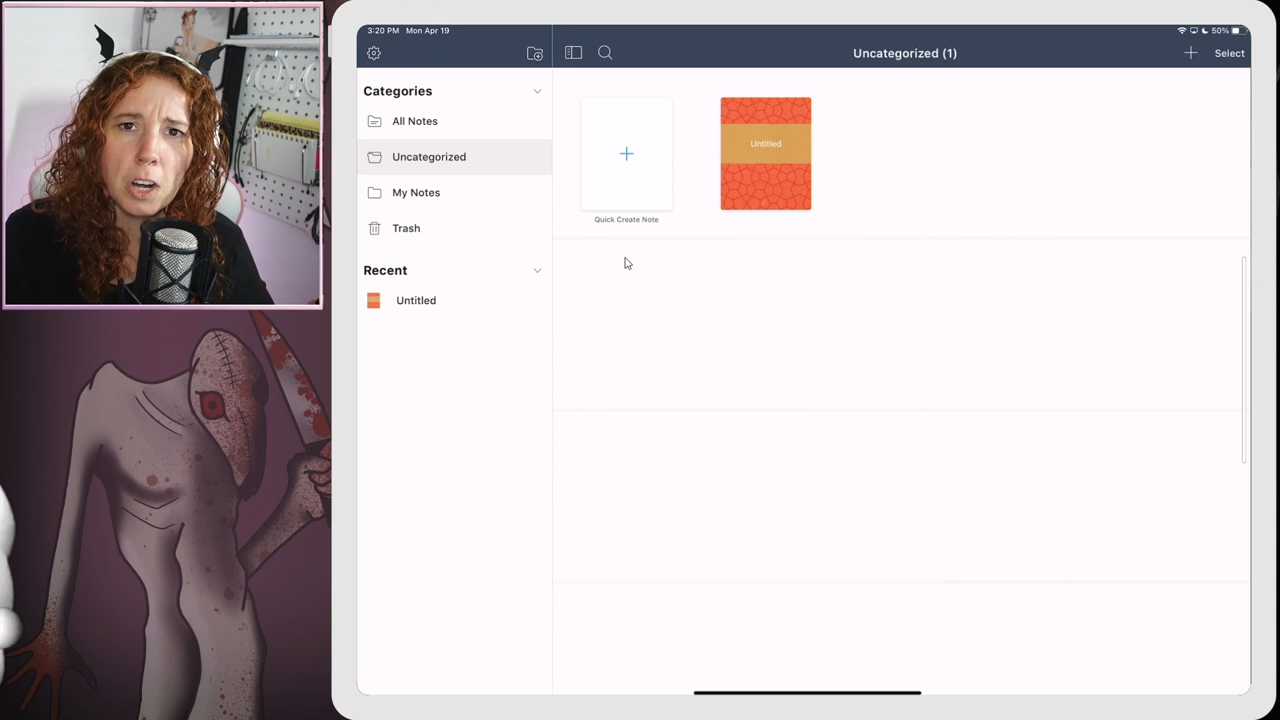 3:20 PM Mon Apr 19
50%
Uncategorized (1)
Select
Categories
All Notes
Uncategorized
My Notes
Trash
Recent
Untitled
Untitled
Quick Create Note